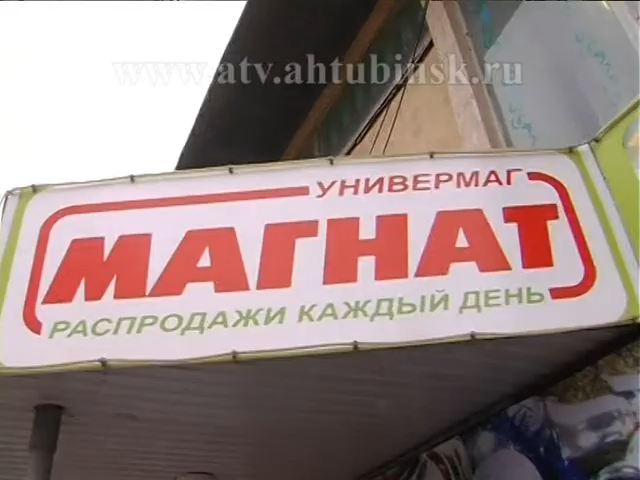 www.atv.ahtubinsk.ru
УНИВЕРМАГ
МАГНАТ
РАСПРОДАЖИ КАЖДЫЙ ДЕНЬ